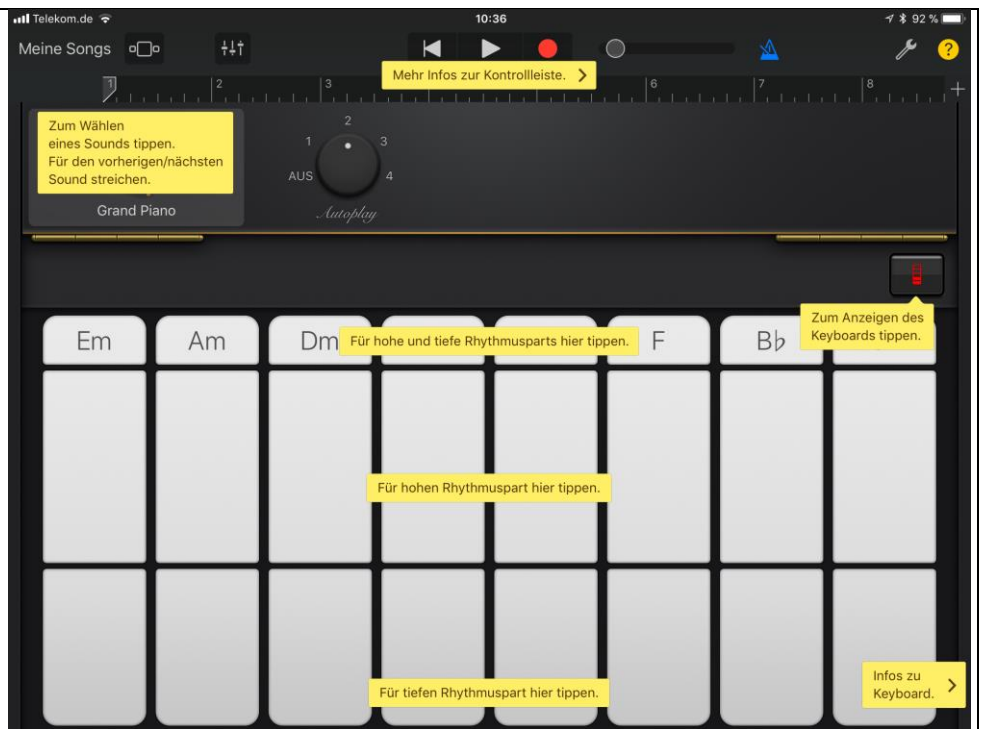 Telekom.de 10:36 92 %
Meine Songs ?
Mehr Infos zur Kontrollleiste.
1 2 3 6 7 8 +
Zum Wählen
eines Sounds tippen.
Für den vorherigen/nächsten
Sound streichen.
Grand Piano
AUS 1 2 3 4
Autoplay
Zum Anzeigen des
Keyboards tippen.
Em Am Dm F B♭
Für hohe und tiefe Rhythmusparts hier tippen.
Für hohen Rhythmuspart hier tippen.
Für tiefen Rhythmuspart hier tippen.
Infos zu
Keyboard.